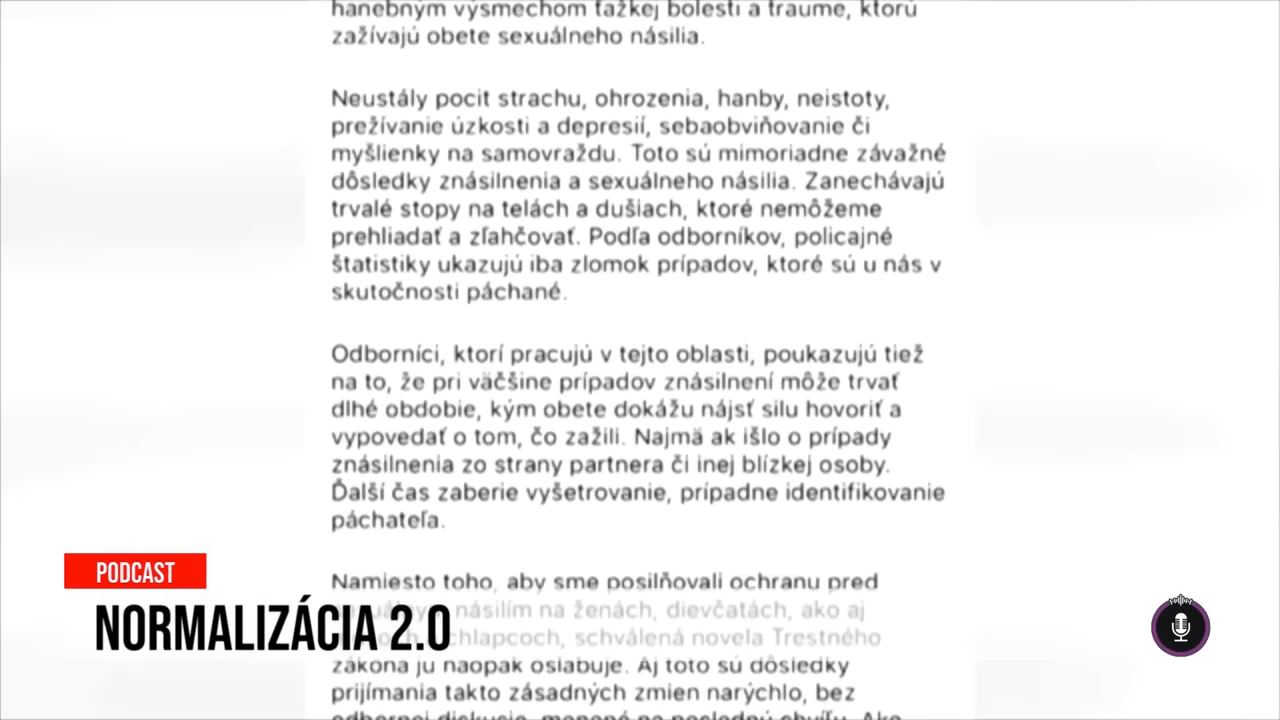 hanebným výsmechom ťažkej bolesti a traume, ktorú
zažívajú obete sexuálneho násilia.
Neustály pocit strachu, ohrozenia, hanby, neistoty,
prežívanie úzkosti a depresií, sebaobviňovanie či
myšlienky na samovraždu. Toto sú mimoriadne závažné
dôsledky znásilnenia a sexuálneho násilia. Zanechávajú
trvalé stopy na telách a dušiach, ktoré nemôžeme
prehliadať a zľahčovať. Podľa odborníkov, policajné
štatistiky ukazujú iba zlomok prípadov, ktoré sú u nás v
skutočnosti páchané.
Odborníci, ktorí pracujú v tejto oblasti, poukazujú tiež
na to, že pri väčšine prípadov znásilnení môže trvať
dlhé obdobie, kým obete dokážu nájsť silu hovoriť a
vypovedať o tom, čo zažili. Najmä ak išlo o prípady
znásilnenia zo strany partnera či inej blízkej osoby.
Ďalší čas zaberie vyšetrovanie, prípadne identifikovanie
páchateľa.
Namiesto toho, aby sme posilňovali ochranu pred
násilím na ženách, dievčatách, ako aj
chlapcoch, schválená novela Trestného
zákona ju naopak oslabuje. Aj toto sú dôsledky
prijímania takto zásadných zmien narýchlo, bez
odbornej diskusie, menené na poslednú chvíľu. Ako
PODCAST
NORMALIZÁCIA 2.0